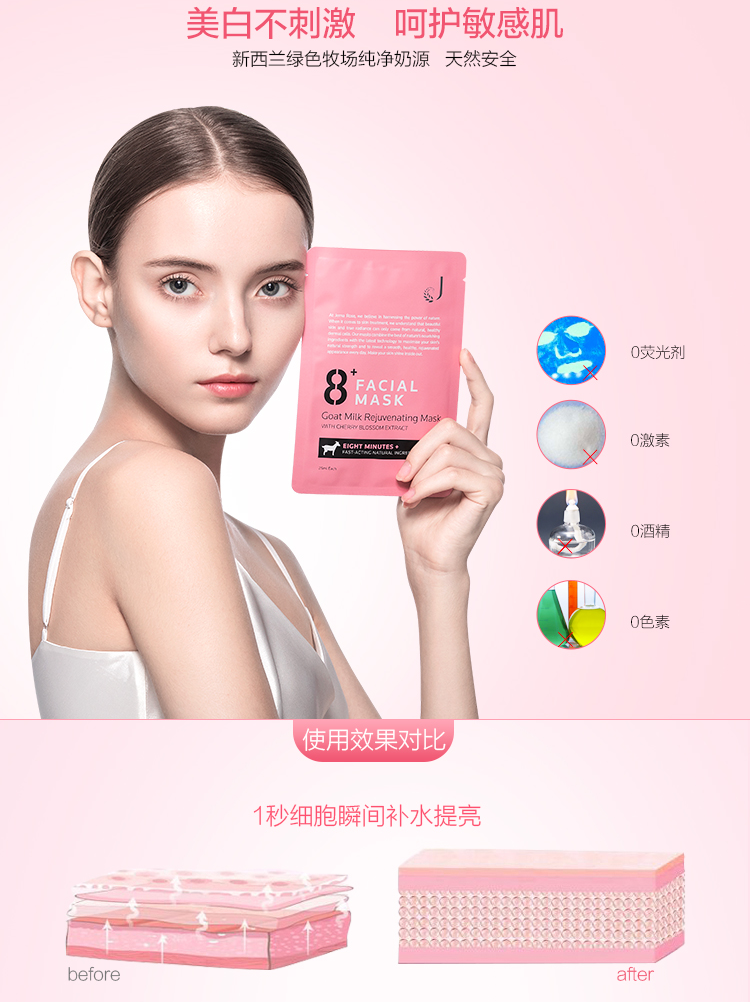 美白不刺激 呵护敏感肌
新西兰绿色牧场纯净奶源 天然安全
J
8+ FACIAL
MASK
Goat Milk Rejuvenating Mask
WITH CHERRY BLOSSOM EXTRACT
EIGHT MINUTES +
FAST-ACTING NATURAL
0荧光剂
0激素
0酒精
0色素
使用效果对比
1秒细胞瞬间补水提亮
before
after